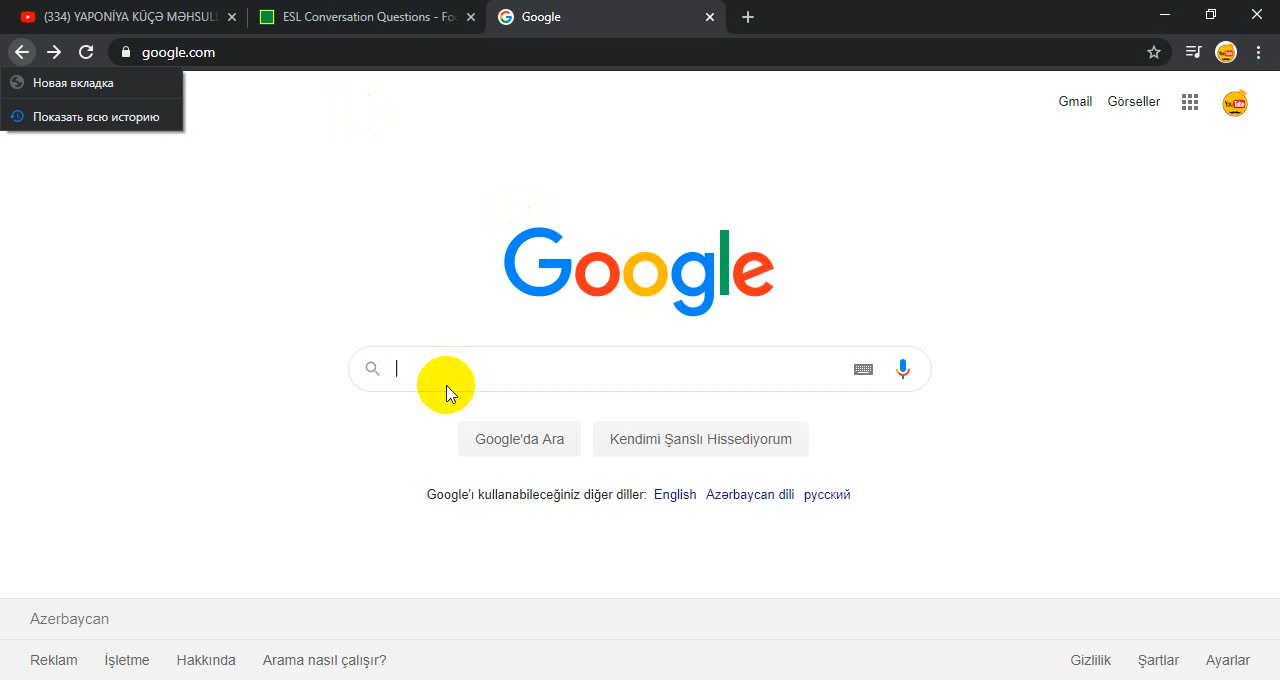 (334) YAPONİYA KÜÇƏ MƏHSUL
ESL Conversation Questions - Fo
Google
google.com
Новая вкладка
Показать всю историю
Gmail Görseller
Google
Google'da Ara Kendimi Şanslı Hissediyorum
Google'ı kullanabileceğiniz diğer diller: English Azərbaycan dili русский
Azerbaycan
Reklam İşletme Hakkında Arama nasıl çalışır? Gizlilik Şartlar Ayarlar